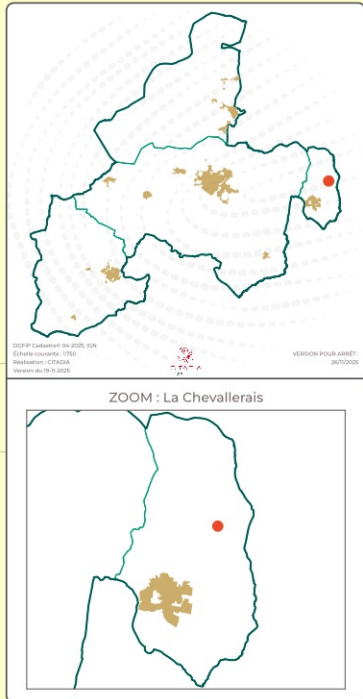 DGFiP Cadastre® 04-2025, IGN
Échelle courante : 1:750
Réalisation : CITADIA
Version du 19-11-2025
CITADIA
VERSION POUR ARRÊT :
26/11/2025
ZOOM : La Chevallerais